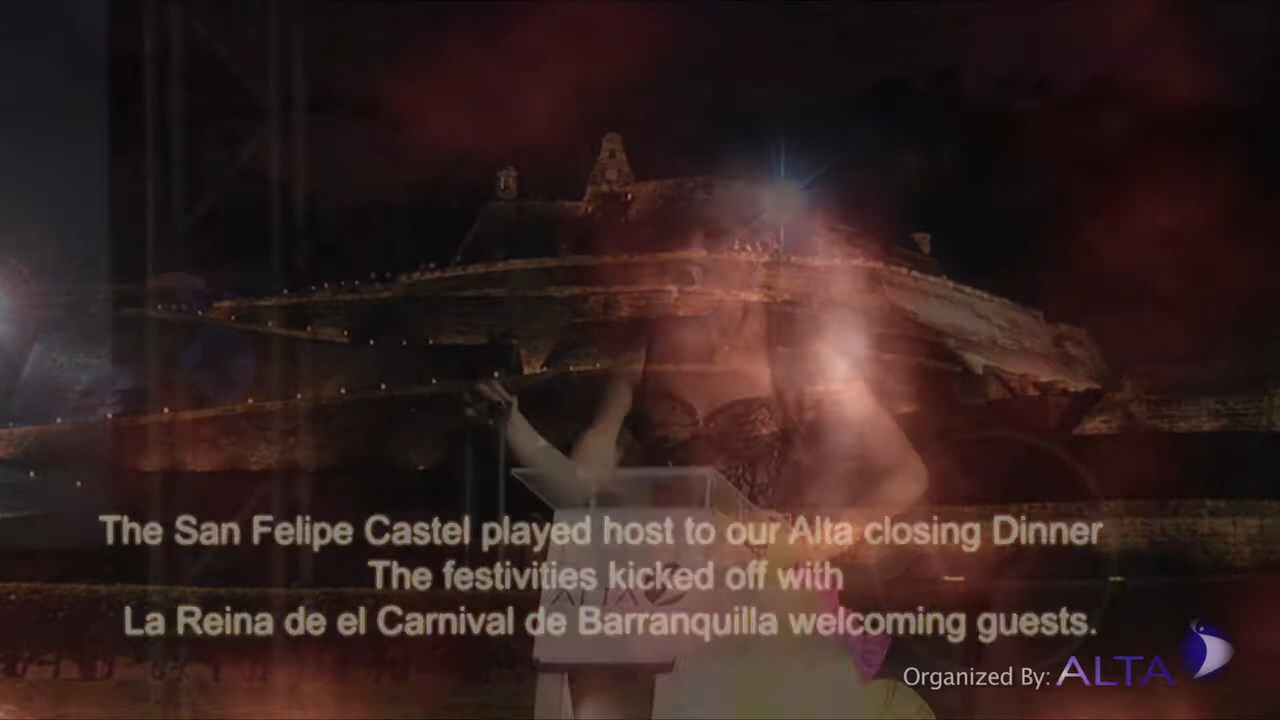 The San Felipe Castel played host to our Alta closing Dinner
The festivities kicked off with
ALTA
La Reina de el Carnival de Barranquilla welcoming guests.
Organized By: ALTA